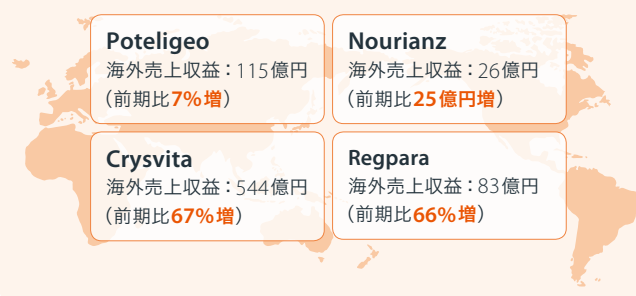 Poteligeo
海外売上収益：115億円
（前期比7%増）
Nourianz
海外売上収益：26億円
（前期比25億円増）
Crysvita
海外売上収益：544億円
（前期比67%増）
Regpara
海外売上収益：83億円
（前期比66%増）